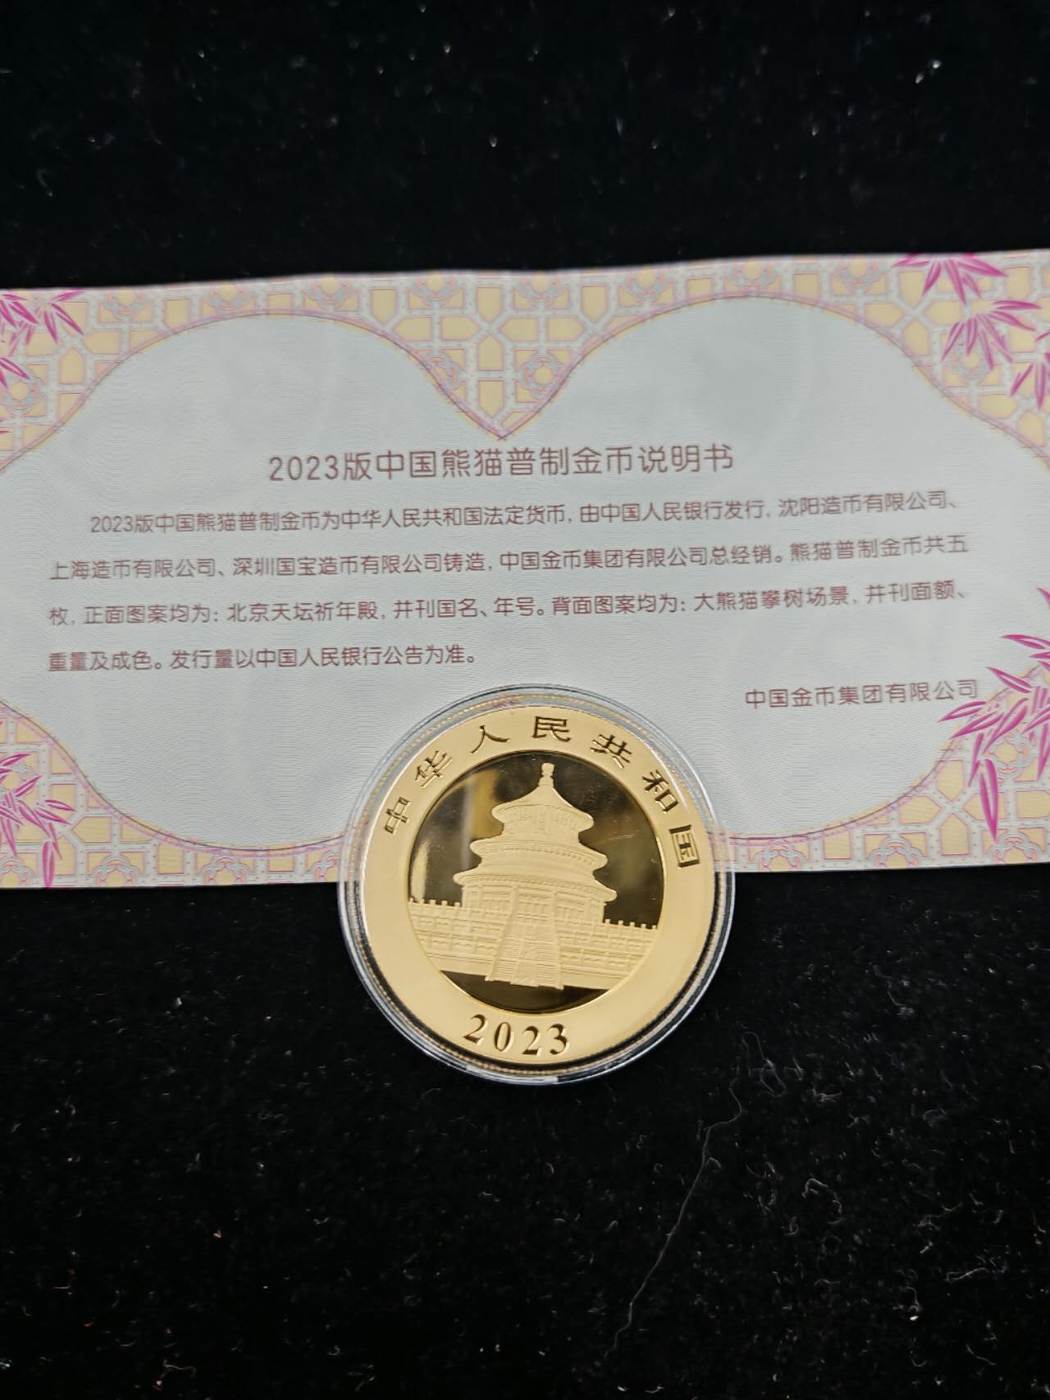 2023版中国熊猫普制金币说明书
2023版中国熊猫普制金币为中华人民共和国法定货币，由中国人民银行发行，沈阳造币有限公司、
上海造币有限公司、深圳国宝造币有限公司铸造，中国金币集团有限公司总经销。熊猫普制金币共五
枚，正面图案均为：北京天坛祈年殿，并刊国名、年号。背面图案均为：大熊猫攀树场景，并刊面额、
重量及成色。发行量以中国人民银行公告为准。
中国金币集团有限公司
中华人民共和国
2023